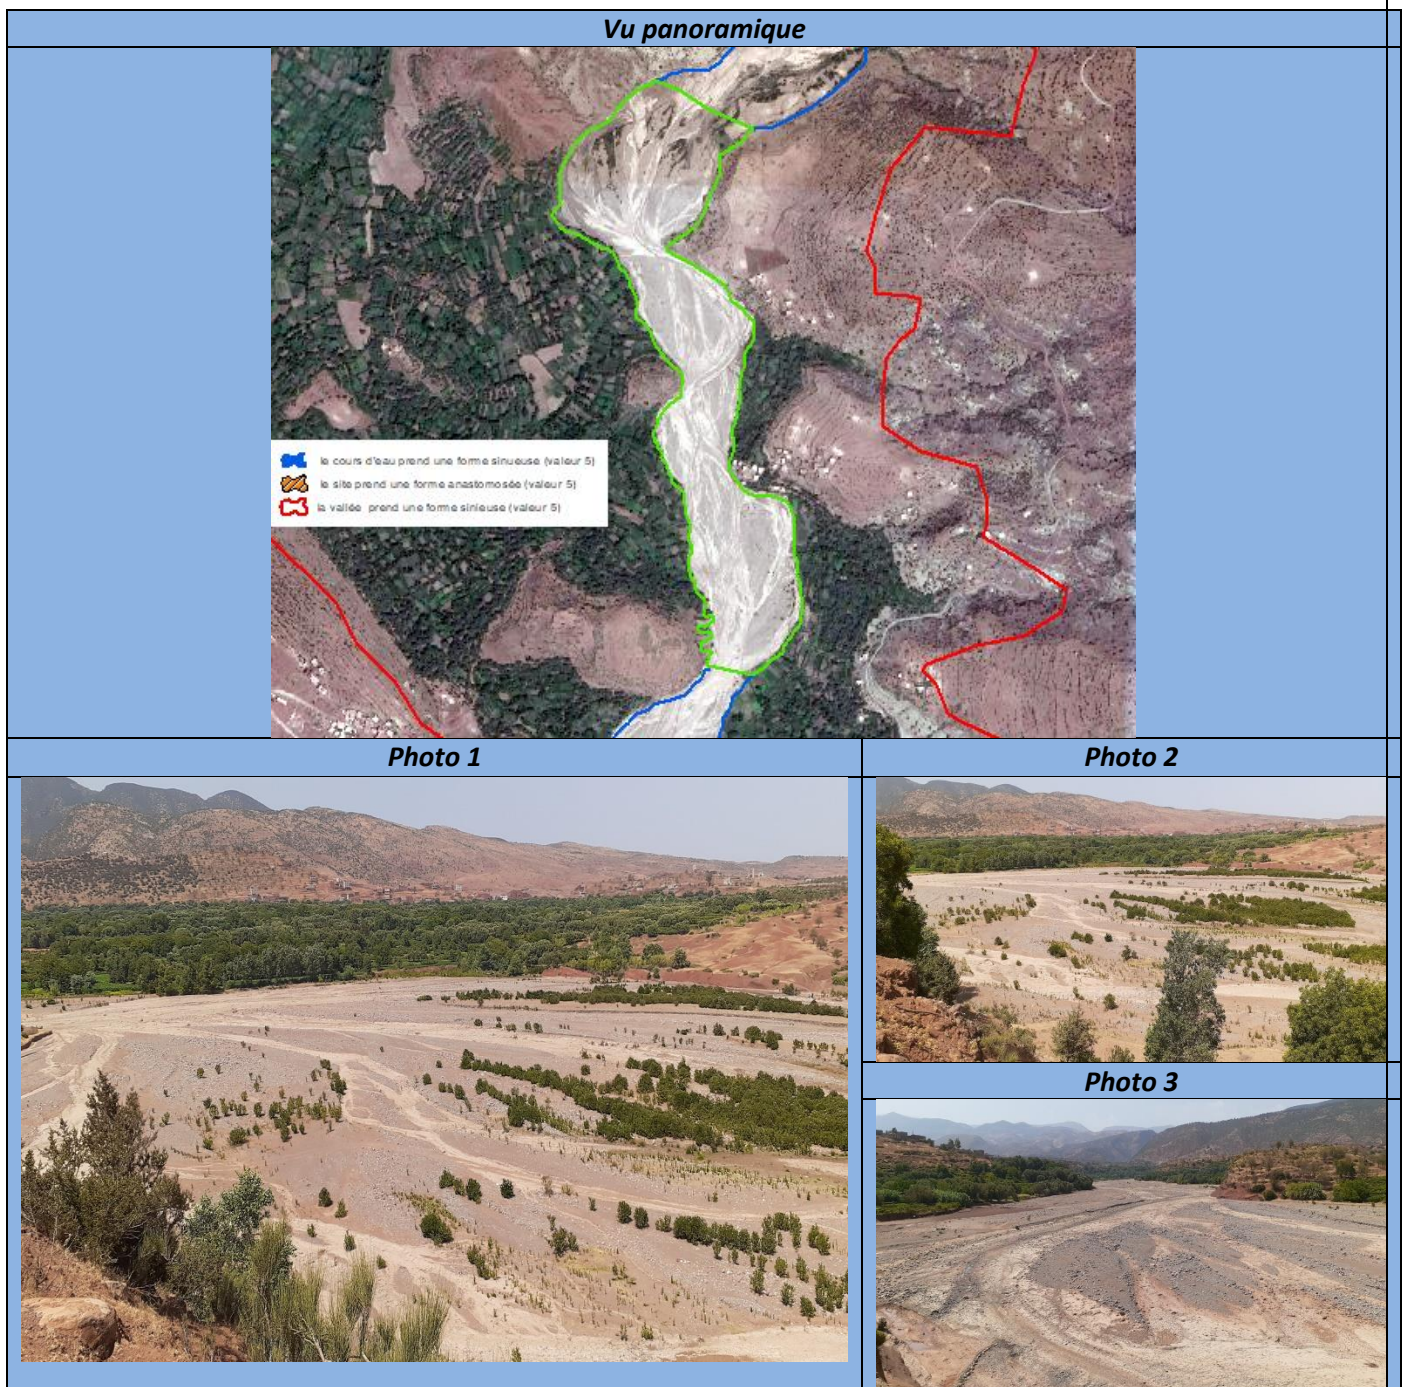 Vu panoramique
le cours d'eau prend une forme sinueuse (valeur 5)
le site prend une forme anastomosée (valeur 5)
la vallée prend une forme sinieuse (valeur 5)
Photo 1
Photo 2
Photo 3